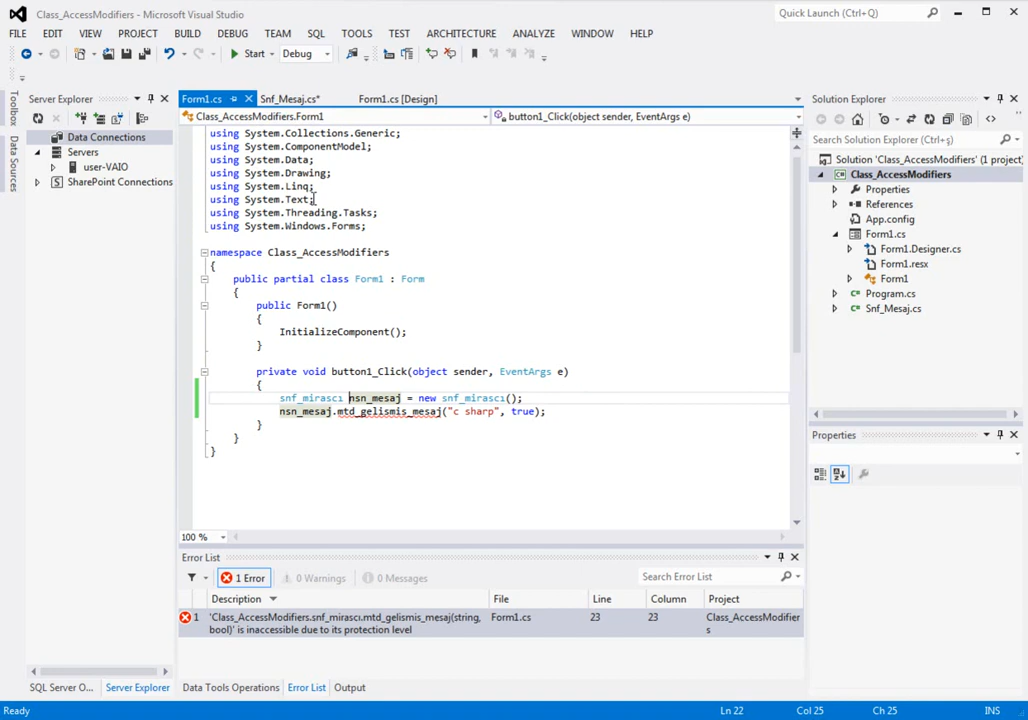 Class_AccessModifiers - Microsoft Visual Studio
Quick Launch (Ctrl+Q)
FILE EDIT VIEW PROJECT BUILD DEBUG TEAM SQL TOOLS TEST ARCHITECTURE ANALYZE WINDOW HELP
Start Debug
Toolbox
Data Sources
Server Explorer
Data Connections
Servers
user-VAIO
SharePoint Connections
Form1.cs Snf_Mesaj.cs* Form1.cs [Design]
Class_AccessModifiers.Form1 button1_Click(object sender, EventArgs e)
using System.Collections.Generic;
using System.ComponentModel;
using System.Data;
using System.Drawing;
using System.Linq;
using System.Text;
using System.Threading.Tasks;
using System.Windows.Forms;
namespace Class_AccessModifiers
{
public partial class Form1 : Form
{
public Form1()
{
InitializeComponent();
}
private void button1_Click(object sender, EventArgs e)
{
snf_mirascı nsn_mesaj = new snf_mirascı();
nsn_mesaj.mtd_gelismis_mesaj("c sharp", true);
}
}
}
100 %
Solution Explorer
Search Solution Explorer (Ctrl+ş)
Solution 'Class_AccessModifiers' (1 project)
Class_AccessModifiers
Properties
References
App.config
Form1.cs
Form1.Designer.cs
Form1.resx
Form1
Program.cs
Snf_Mesaj.cs
Properties
Error List
1 Error 0 Warnings 0 Messages
Search Error List
Description File Line Column Project
1 'Class_AccessModifiers.snf_mirascı.mtd_gelismis_mesaj(string, Form1.cs 23 23 Class_AccessModifier
bool)' is inaccessible due to its protection level s
SQL Server O... Server Explorer Data Tools Operations Error List Output
Ready Ln 22 Col 25 Ch 25 INS